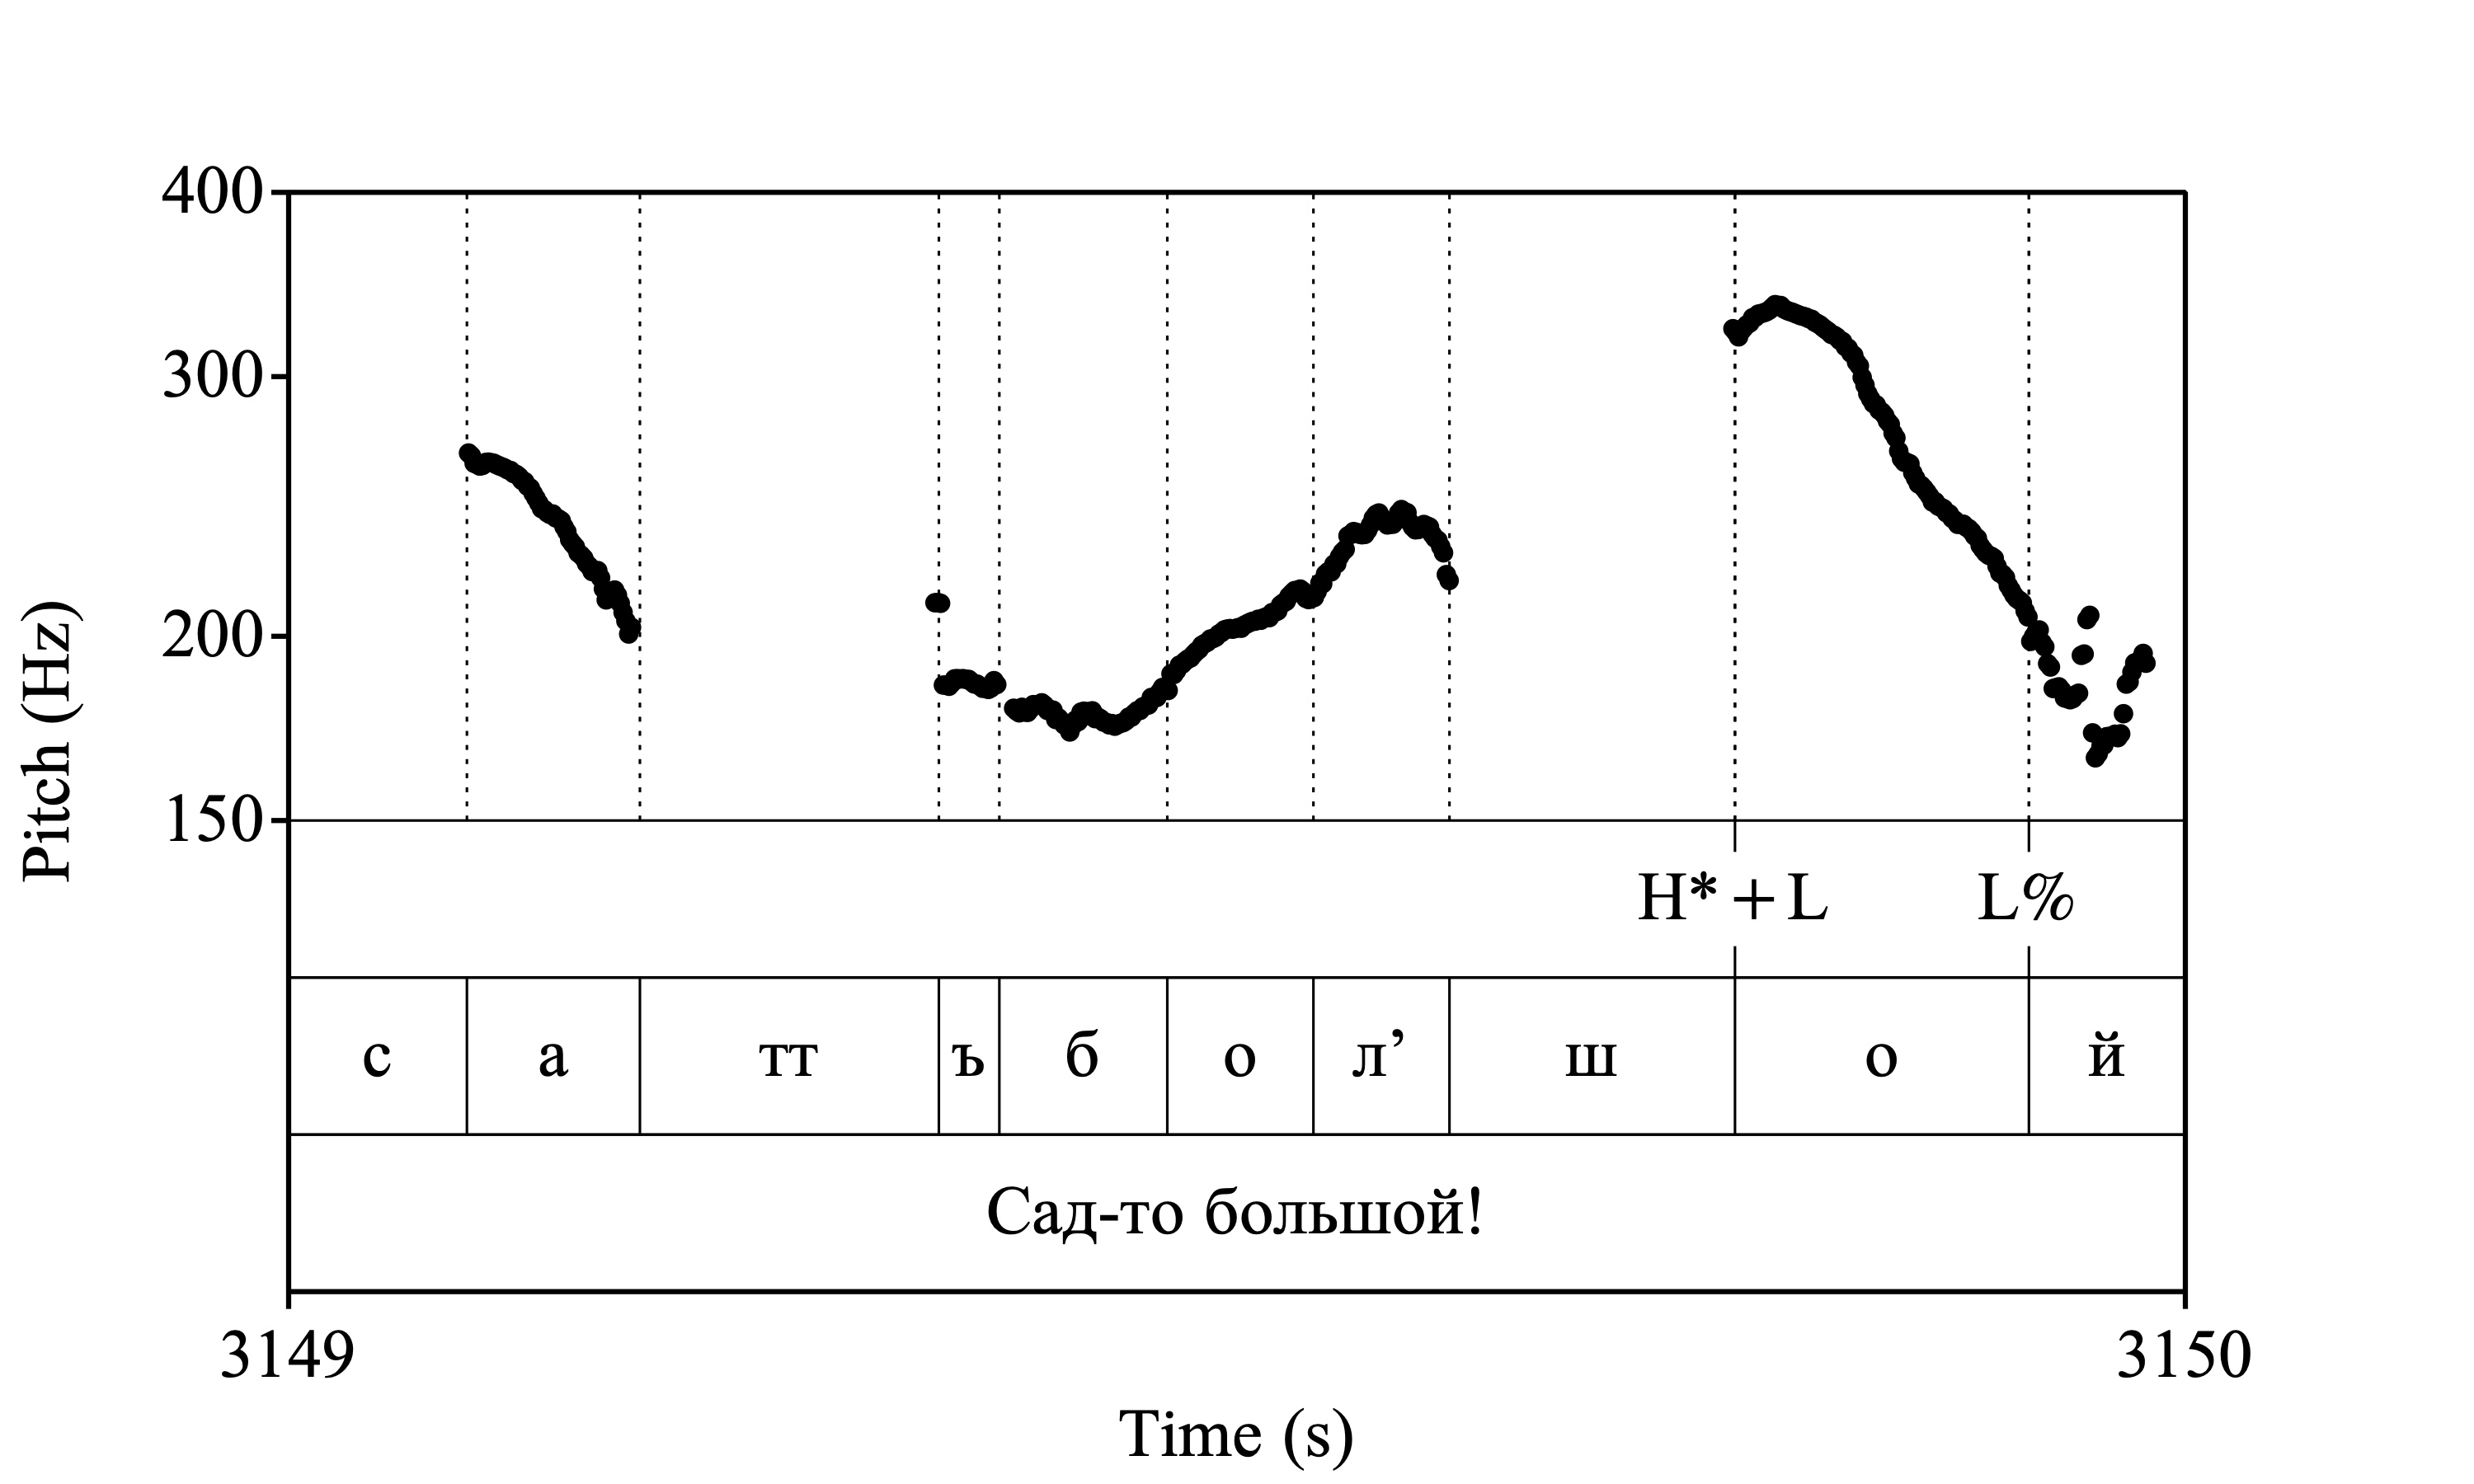 400
300
200
150
Pitch (Hz)
H* + L L%
с а тт ъ б о л’ ш о й
Сад-то большой!
3149 3150
Time (s)